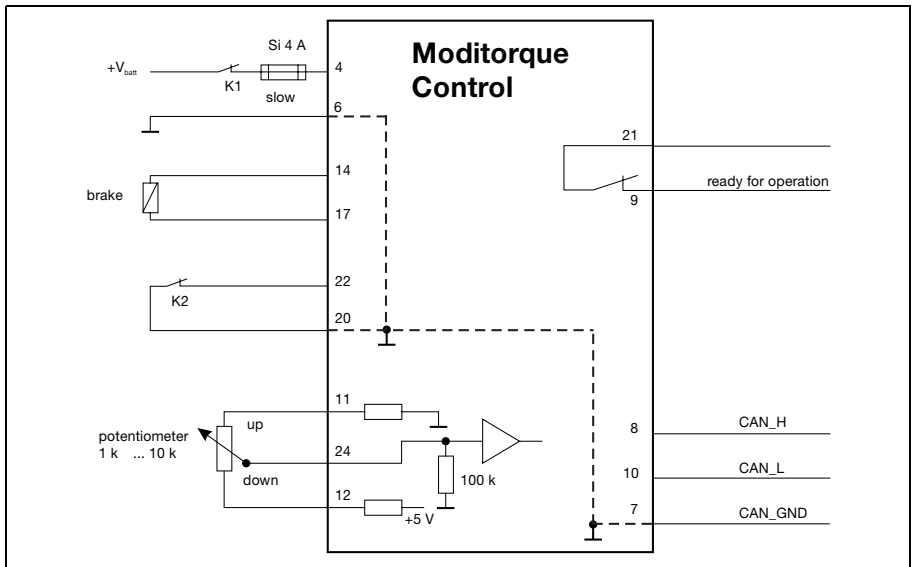 Moditorque
Control
Si 4 A
+Vbatt
K1
slow
4
6
brake
14
17
K2
22
20
21
ready for operation
9
potentiometer
1 k ... 10 k
up
down
11
24
12
100 k
+5 V
8
CAN_H
10
CAN_L
7
CAN_GND